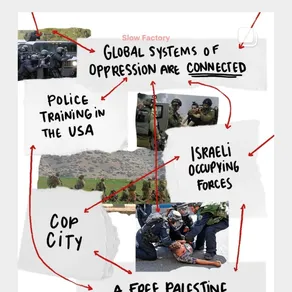 Slow Factory
GLOBAL SYSTEMS OF
OPPRESSION ARE CONNECTED
POLICE
TRAINING IN
THE USA
ISRAELI
OCCUPYING
FORCES
COP
CITY
A FREE PALESTINE